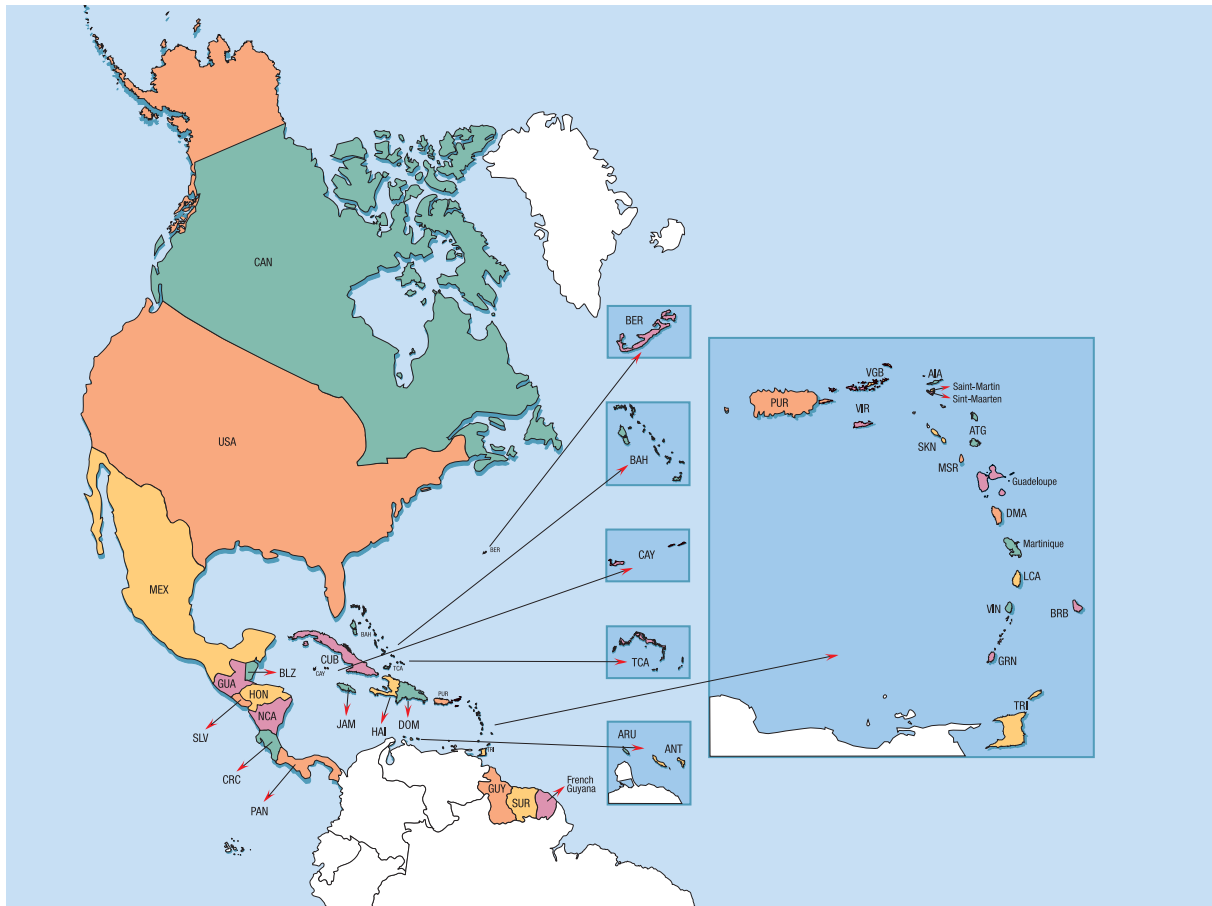 CAN
USA
MEX
BER
BER
BAH
BAH
CAY
CAY
TCA
TCA
CUB
BLZ
GUA
HON
NCA
SLV
CRC
PAN
JAM
HAI
DOM
PUR
TRI
ARU
ANT
GUY
SUR
French
Guyana
PUR
VGB
VIR
AIA
Saint-Martin
Sint-Maarten
SKN
ATG
MSR
Guadeloupe
DMA
Martinique
LCA
VIN
BRB
GRN
TRI